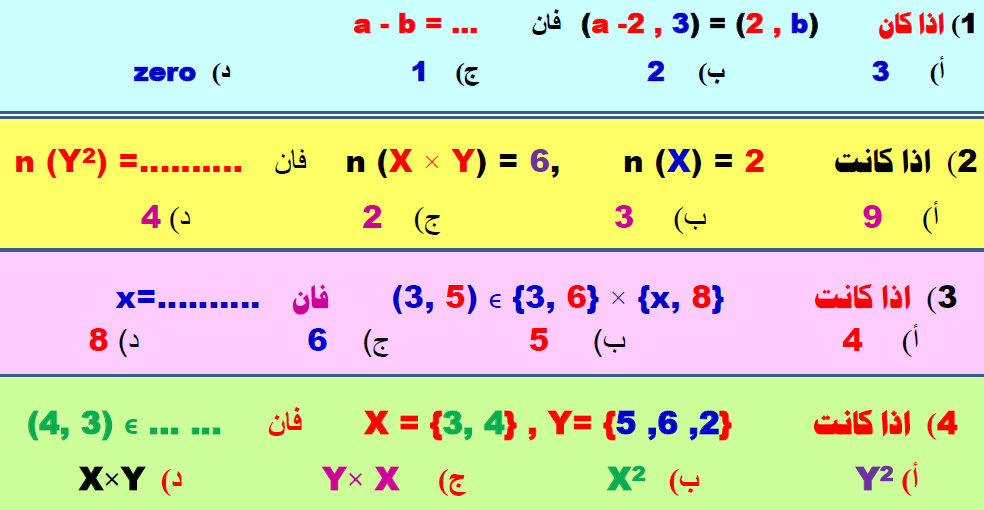 1) اذا كان (a -2 , 3) = (2 , b) فان a - b = ...
أ) 3 ب) 2 ج) 1 د) zero
2) اذا كانت n (X) = 2 n (X × Y) = 6, فان n (Y²) =..........
أ) 9 ب) 3 ج) 2 د) 4
3) اذا كانت (3, 5) ϵ {3, 6} × {x, 8} فان x=..........
أ) 4 ب) 5 ج) 6 د) 8
4) اذا كانت X = {3, 4} , Y= {5 ,6 ,2} فان (4, 3) ϵ ... ...
أ) Y² ب) X² ج) Y× X د) X×Y